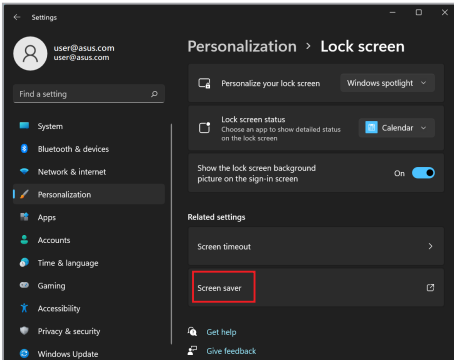 Settings
user@asus.com
user@asus.com
Find a setting
System
Bluetooth & devices
Network & internet
Personalization
Apps
Accounts
Time & language
Gaming
Accessibility
Privacy & security
Windows Update
Personalization > Lock screen
Personalize your lock screen
Windows spotlight
Lock screen status
Choose an app to show detailed status
on the lock screen
Calendar
Show the lock screen background
picture on the sign-in screen
On
Related settings
Screen timeout
Screen saver
Get help
Give feedback